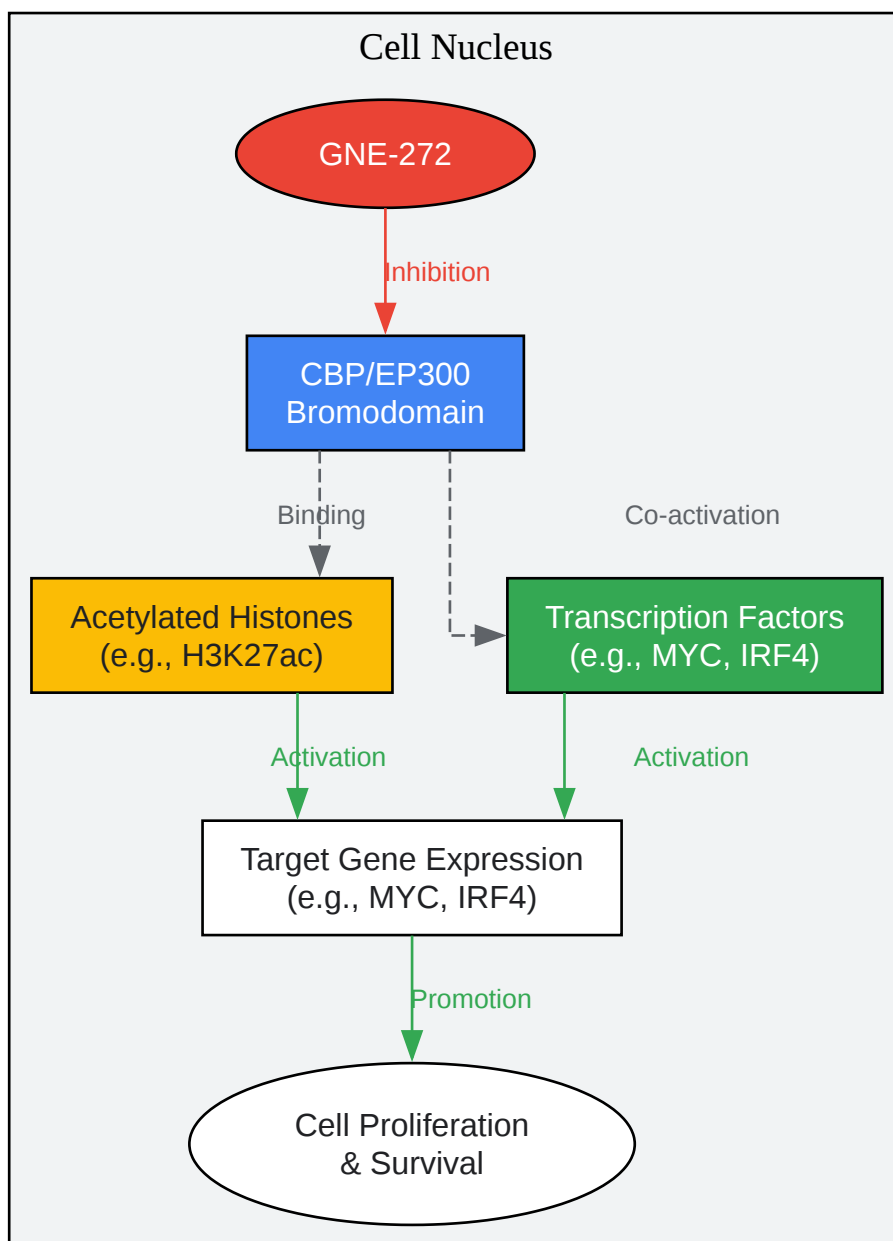 Cell Nucleus
GNE-272
Inhibition
CBP/EP300
Bromodomain
Binding
Co-activation
Acetylated Histones
(e.g., H3K27ac)
Transcription Factors
(e.g., MYC, IRF4)
Activation
Activation
Target Gene Expression
(e.g., MYC, IRF4)
Promotion
Cell Proliferation
& Survival